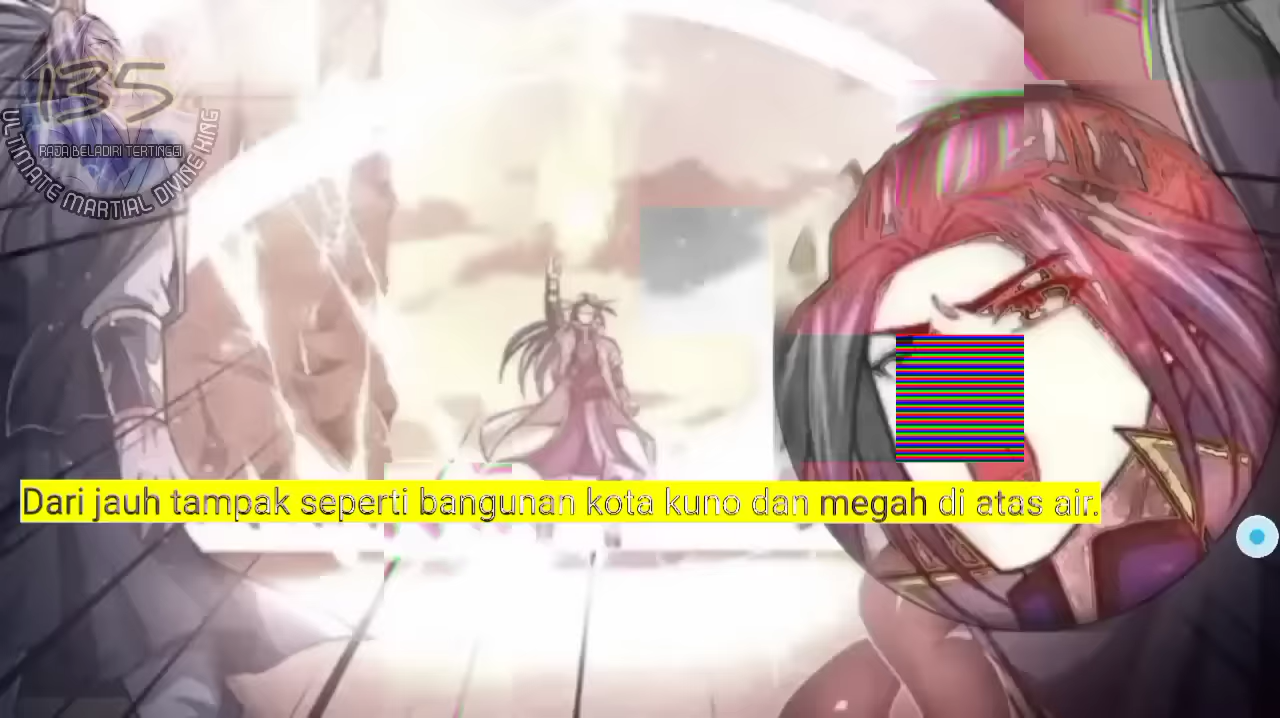 135
RAJA BELADIRI TERTINGGI
ULTIMATE MARTIAL DIVINE KING
Dari jauh tampak seperti bangunan kota kuno dan megah di atas air.